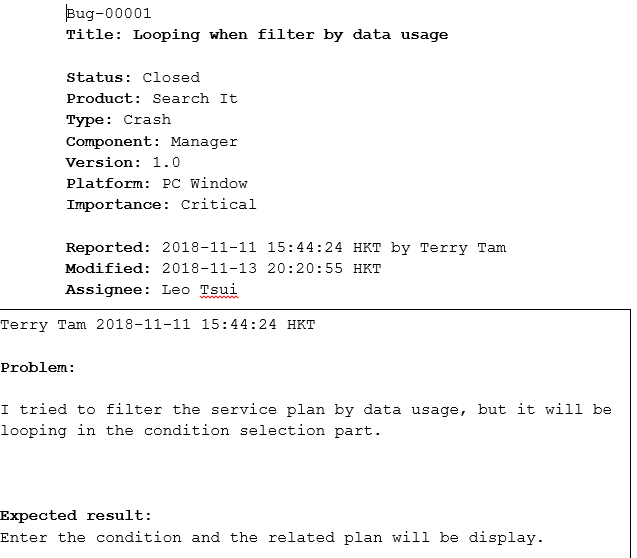 Bug-00001
Title: Looping when filter by data usage
Status: Closed
Product: Search It
Type: Crash
Component: Manager
Version: 1.0
Platform: PC Window
Importance: Critical
Reported: 2018-11-11 15:44:24 HKT by Terry Tam
Modified: 2018-11-13 20:20:55 HKT
Assignee: Leo Tsui
Terry Tam 2018-11-11 15:44:24 HKT
Problem:
I tried to filter the service plan by data usage, but it will be
looping in the condition selection part.
Expected result:
Enter the condition and the related plan will be display.